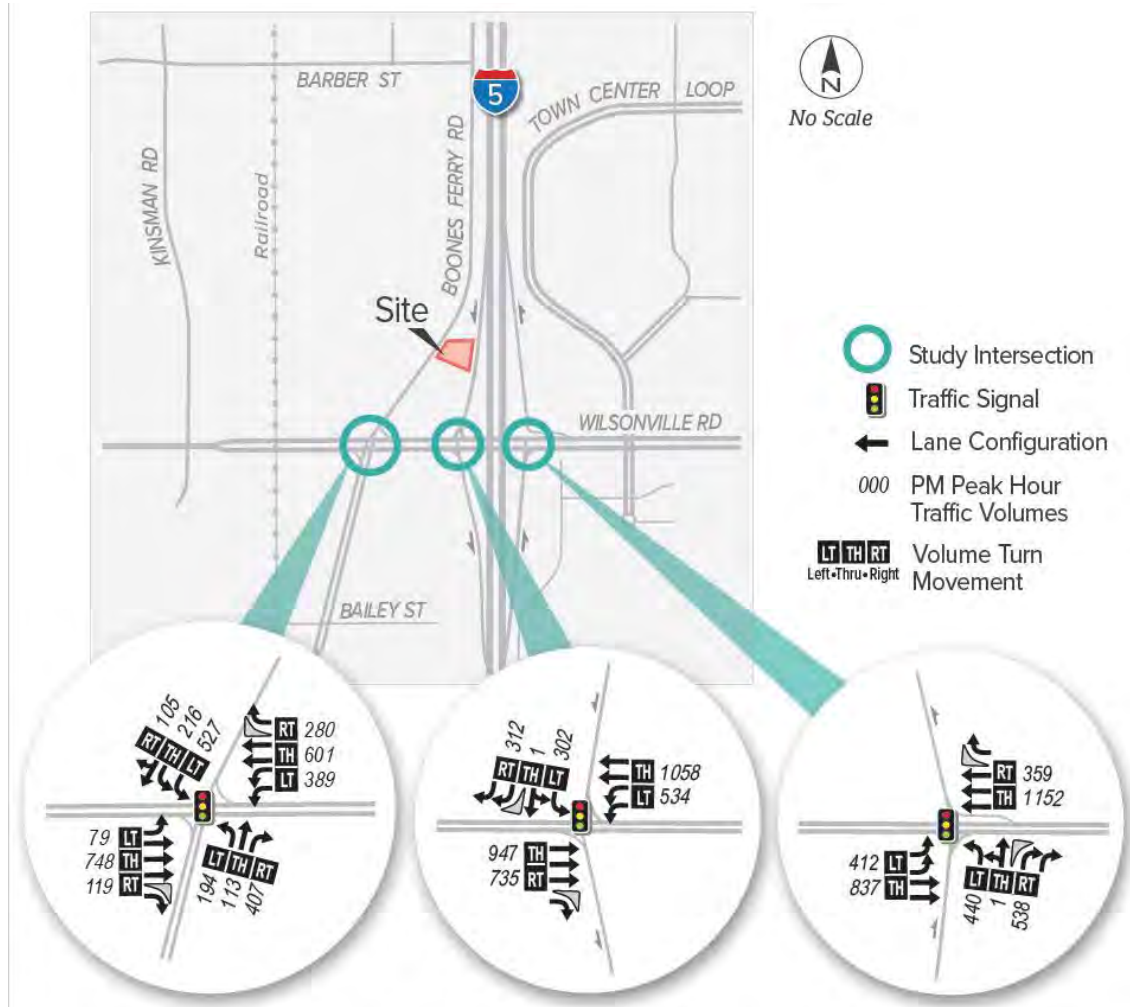 BARBER ST
5
TOWN CENTER LOOP
N
No Scale
KINSMAN RD
Railroad
BOONES FERRY RD
Site
WILSONVILLE RD
BAILEY ST
Study Intersection
Traffic Signal
Lane Configuration
000 PM Peak Hour
Traffic Volumes
LT TH RT Volume Turn
Left•Thru•Right Movement
105 216 527
RT TH LT
RT 280
TH 601
LT 389
79 LT
748 TH
119 RT
LT TH RT
194 113 407
312 1 302
RT TH LT
TH 1058
LT 534
947 TH
735 RT
RT 359
TH 1152
412 LT
837 TH
LT TH RT
440 1 538